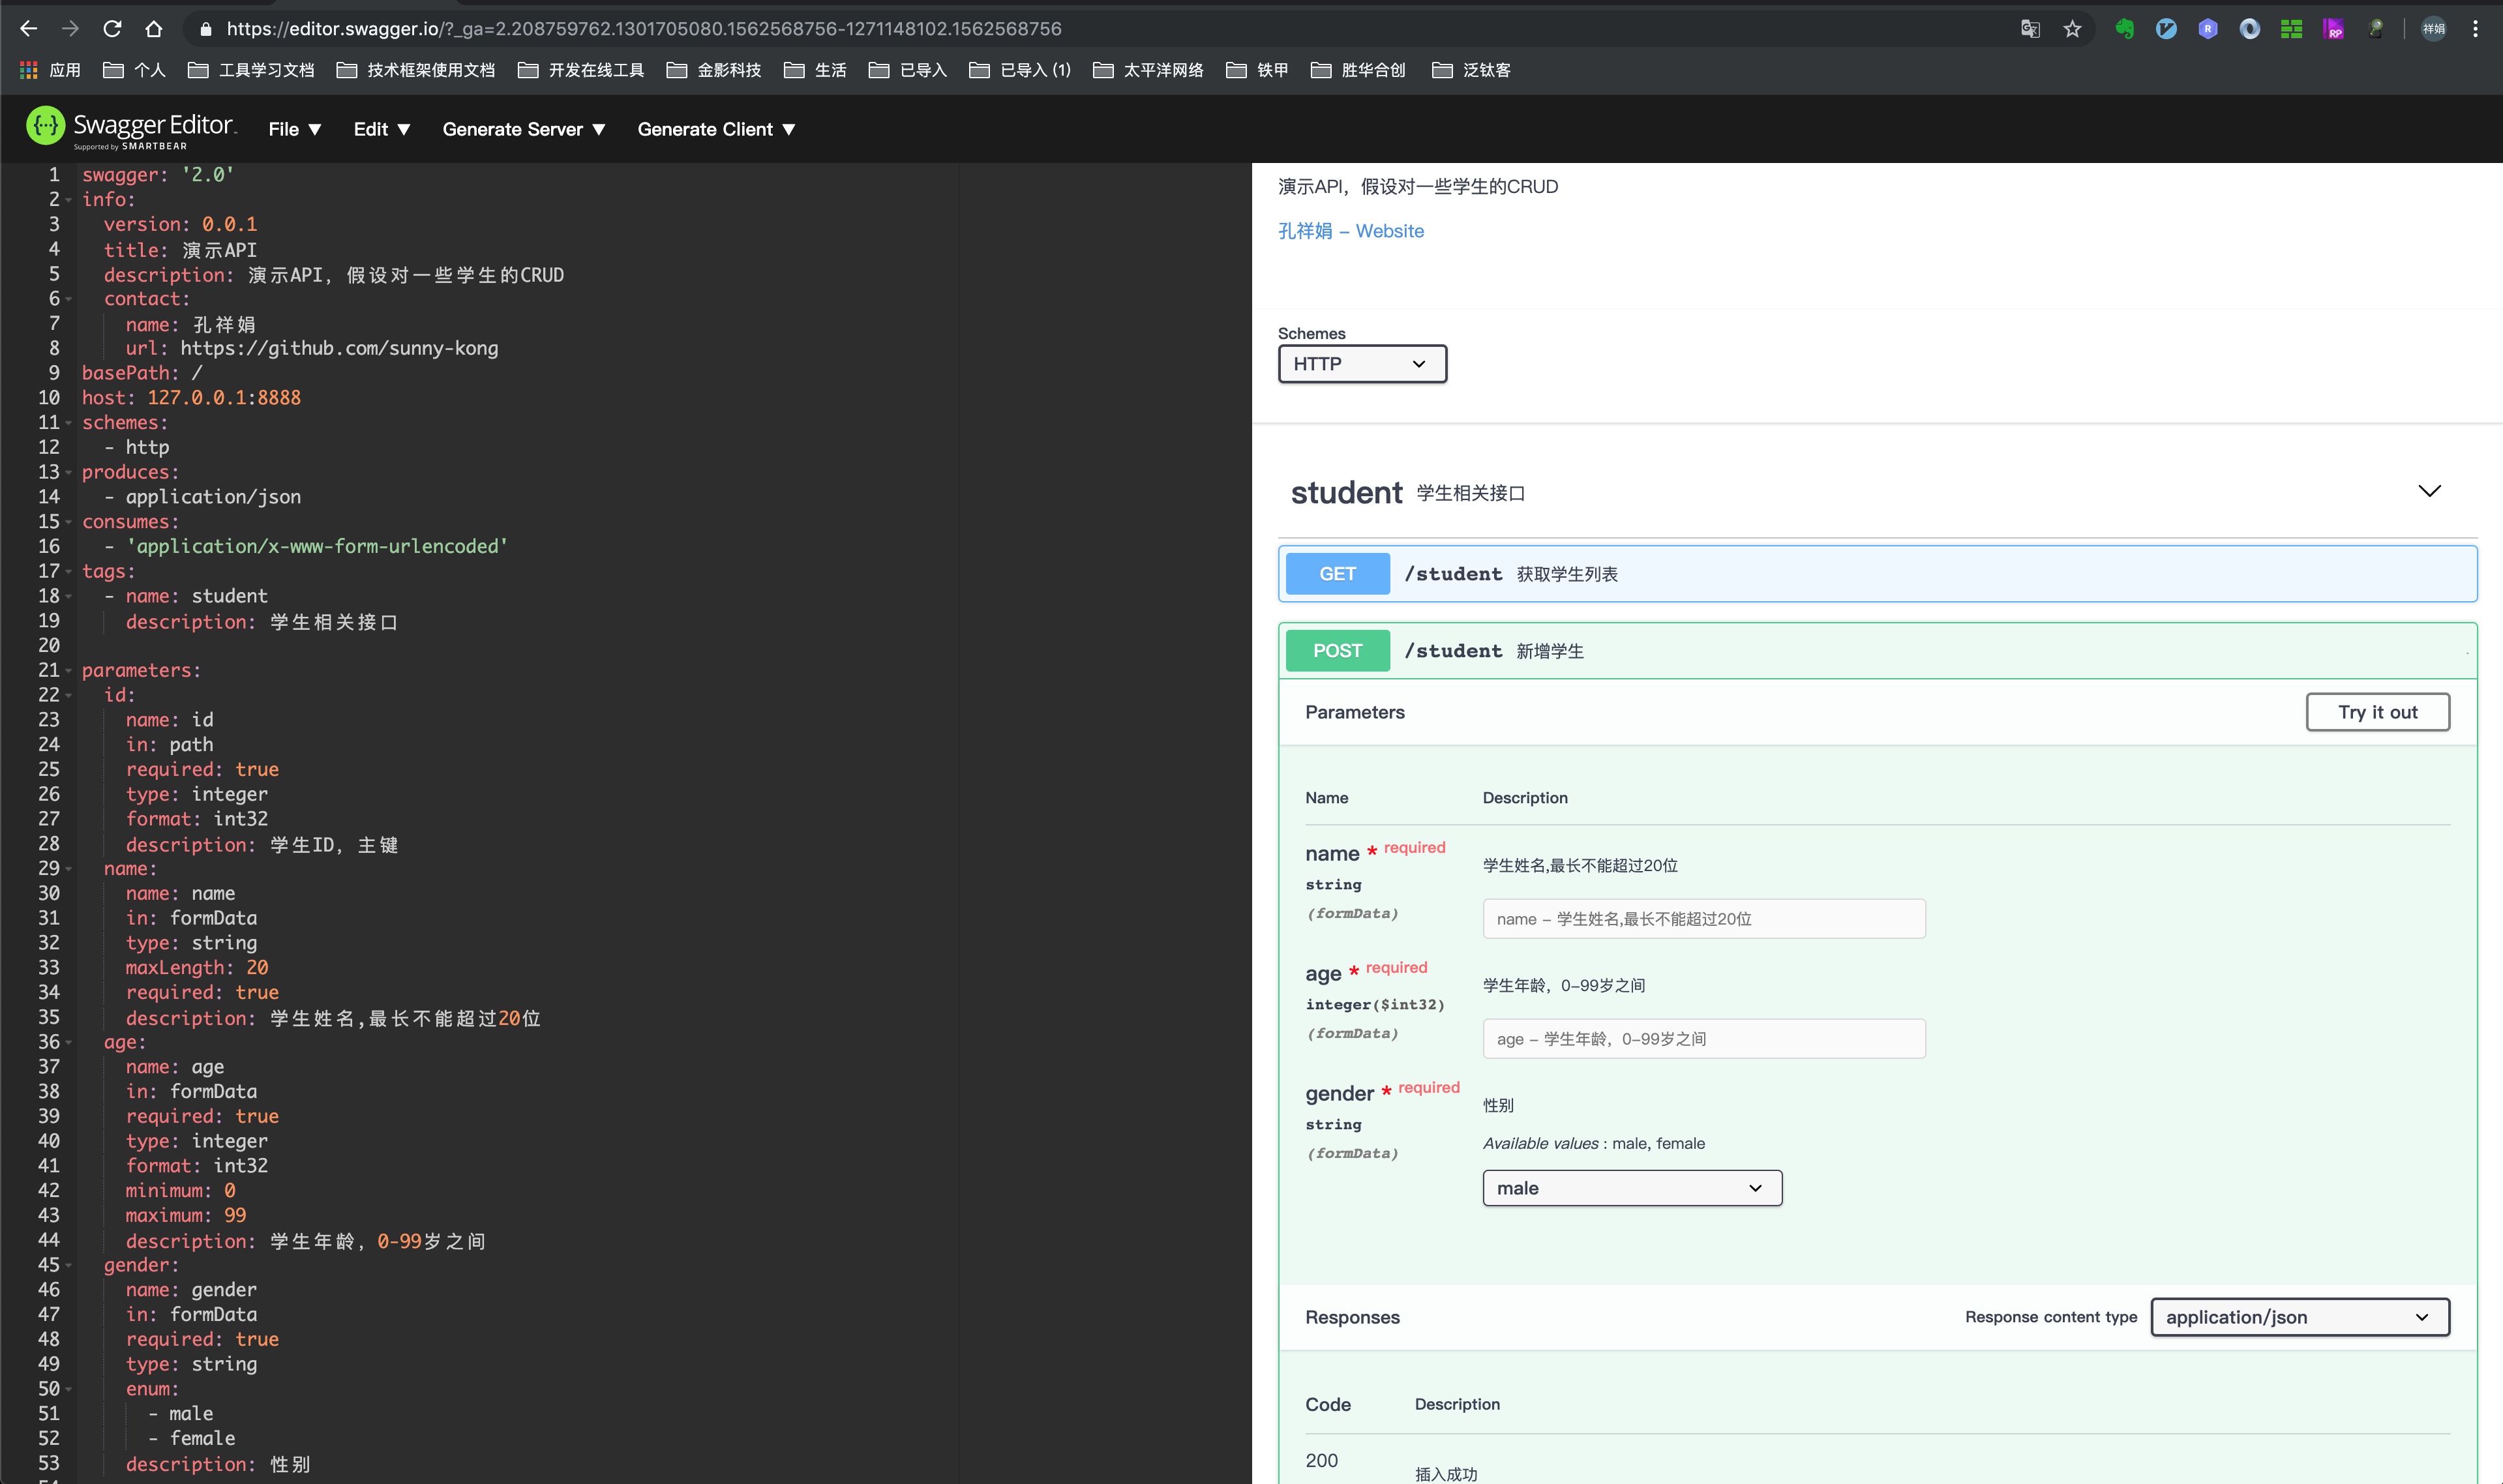 https://editor.swagger.io/?_ga=2.208759762.1301705080.1562568756-1271148102.1562568756
祥娟
应用 个人 工具学习文档 技术框架使用文档 开发在线工具 金影科技 生活 已导入 已导入 (1) 太平洋网络 铁甲 胜华合创 泛钛客
Swagger Editor
Supported by SMARTBEAR
File ▼ Edit ▼ Generate Server ▼ Generate Client ▼
1 swagger: '2.0'
2 info:
3 version: 0.0.1
4 title: 演示API
5 description: 演示API，假设对一些学生的CRUD
6 contact:
7 name: 孔祥娟
8 url: https://github.com/sunny-kong
9 basePath: /
10 host: 127.0.0.1:8888
11 schemes:
12 - http
13 produces:
14 - application/json
15 consumes:
16 - 'application/x-www-form-urlencoded'
17 tags:
18 - name: student
19 description: 学生相关接口
20
21 parameters:
22 id:
23 name: id
24 in: path
25 required: true
26 type: integer
27 format: int32
28 description: 学生ID，主键
29 name:
30 name: name
31 in: formData
32 type: string
33 maxLength: 20
34 required: true
35 description: 学生姓名,最长不能超过20位
36 age:
37 name: age
38 in: formData
39 required: true
40 type: integer
41 format: int32
42 minimum: 0
43 maximum: 99
44 description: 学生年龄，0-99岁之间
45 gender:
46 name: gender
47 in: formData
48 required: true
49 type: string
50 enum:
51 - male
52 - female
53 description: 性别
演示API，假设对一些学生的CRUD
孔祥娟 – Website
Schemes
HTTP
student 学生相关接口
GET /student 获取学生列表
POST /student 新增学生
Parameters
Try it out
Name Description
name * required
string
(formData)
学生姓名,最长不能超过20位
name – 学生姓名,最长不能超过20位
age * required
integer($int32)
(formData)
学生年龄，0–99岁之间
age – 学生年龄，0–99岁之间
gender * required
string
(formData)
性别
Available values : male, female
male
Responses
Response content type application/json
Code Description
200 插入成功